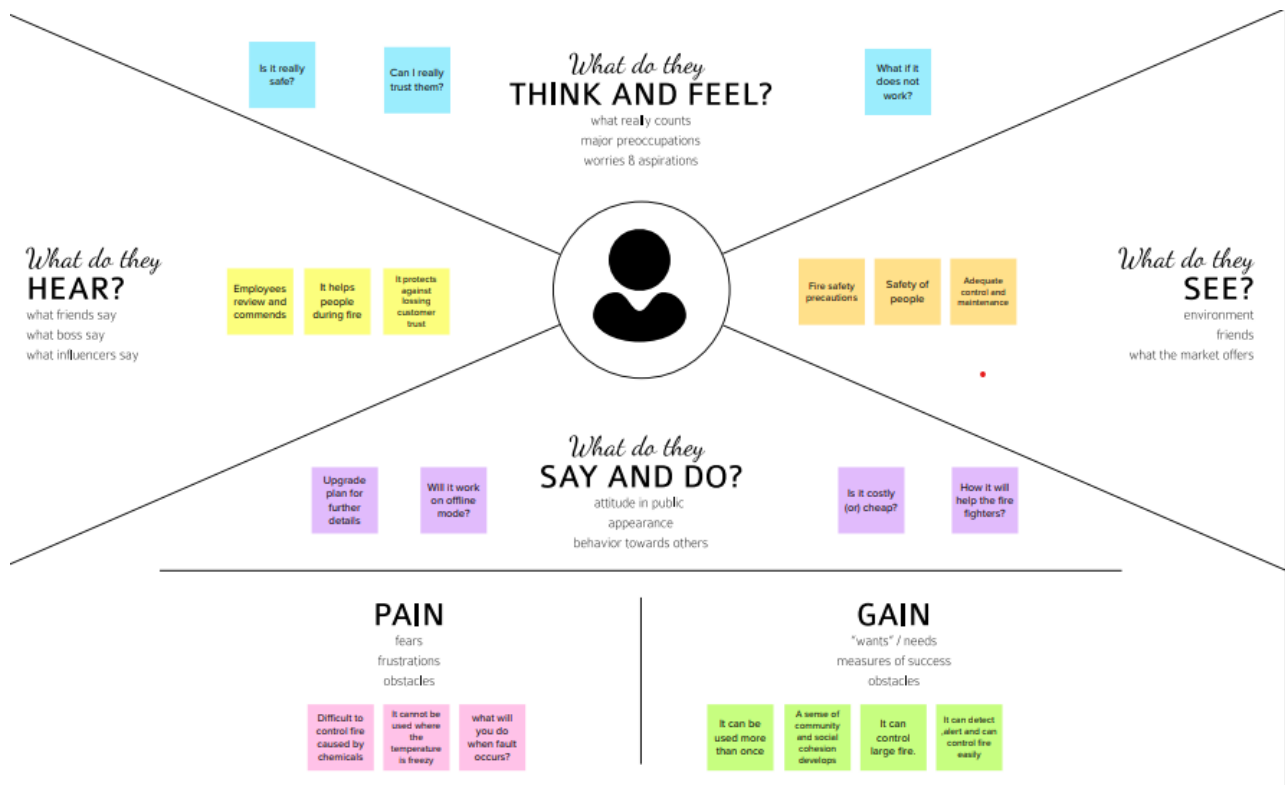 Is it really
safe?
Can I really
trust them?
What do they
THINK AND FEEL?
what really counts
major preoccupations
worries & aspirations
What if it
does not
work?
What do they
HEAR?
what friends say
what boss say
what influencers say
Employees
review and
commends
It helps
people
during fire
It protects
against
lossing
customer
trust
Fire safety
precautions
Safety of
people
Adequate
control and
maintenance
What do they
SEE?
environment
friends
what the market offers
Upgrade
plan for
further
details
Will it work
on offline
mode?
What do they
SAY AND DO?
attitude in public
appearance
behavior towards others
Is it costly
(or) cheap?
How it will
help the fire
fighters?
PAIN
fears
frustrations
obstacles
Difficult to
control fire
caused by
chemicals
It cannot be
used where
the
temperature
is freezy
what will
you do
when fault
occurs?
GAIN
"wants" / needs
measures of success
obstacles
It can be
used more
than once
A sense of
community
and social
cohesion
develops
It can
control
large fire.
It can detect
,alert and can
control fire
easily